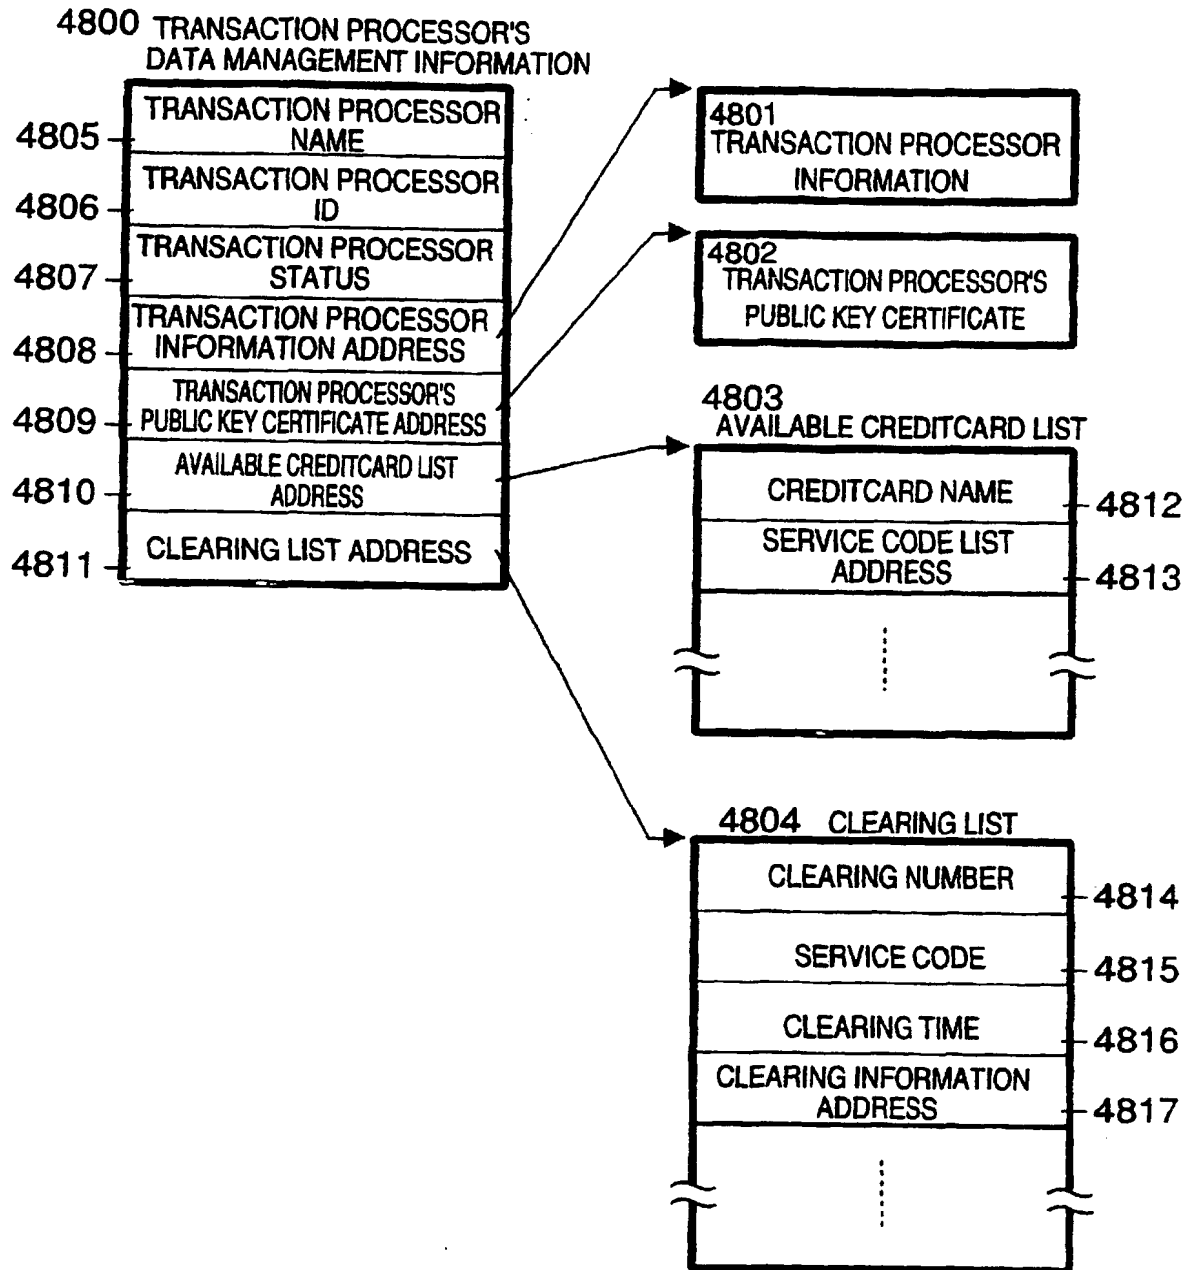 4800 TRANSACTION PROCESSOR'S
DATA MANAGEMENT INFORMATION
4805
TRANSACTION PROCESSOR
NAME
4806
TRANSACTION PROCESSOR
ID
4807
TRANSACTION PROCESSOR
STATUS
4808
TRANSACTION PROCESSOR
INFORMATION ADDRESS
4809
TRANSACTION PROCESSOR'S
PUBLIC KEY CERTIFICATE ADDRESS
4810
AVAILABLE CREDITCARD LIST
ADDRESS
4811
CLEARING LIST ADDRESS
4801
TRANSACTION PROCESSOR
INFORMATION
4802
TRANSACTION PROCESSOR'S
PUBLIC KEY CERTIFICATE
4803
AVAILABLE CREDITCARD LIST
CREDITCARD NAME
4812
SERVICE CODE LIST
ADDRESS
4813
4804 CLEARING LIST
CLEARING NUMBER
4814
SERVICE CODE
4815
CLEARING TIME
4816
CLEARING INFORMATION
ADDRESS
4817